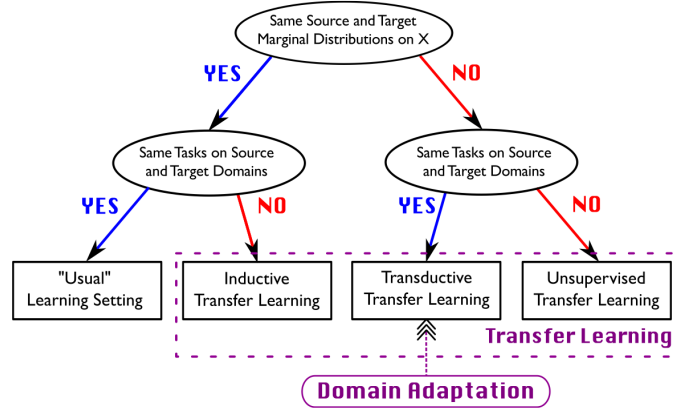 Same Source and Target
Marginal Distributions on X
YES
NO
Same Tasks on Source
and Target Domains
Same Tasks on Source
and Target Domains
YES
NO
YES
NO
"Usual"
Learning Setting
Inductive
Transfer Learning
Transductive
Transfer Learning
Unsupervised
Transfer Learning
Transfer Learning
Domain Adaptation